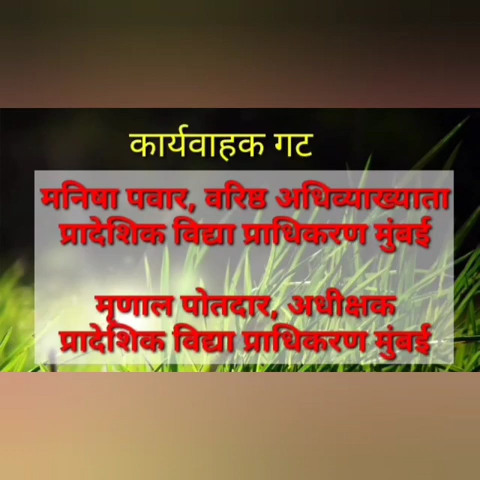 कार्यवाहक गट
मनिषा पवार, वरिष्ठ अधिव्याख्याता
प्रादेशिक विद्या प्राधिकरण मुंबई
मृणाल पोतदार, अधीक्षक
प्रादेशिक विद्या प्राधिकरण मुंबई